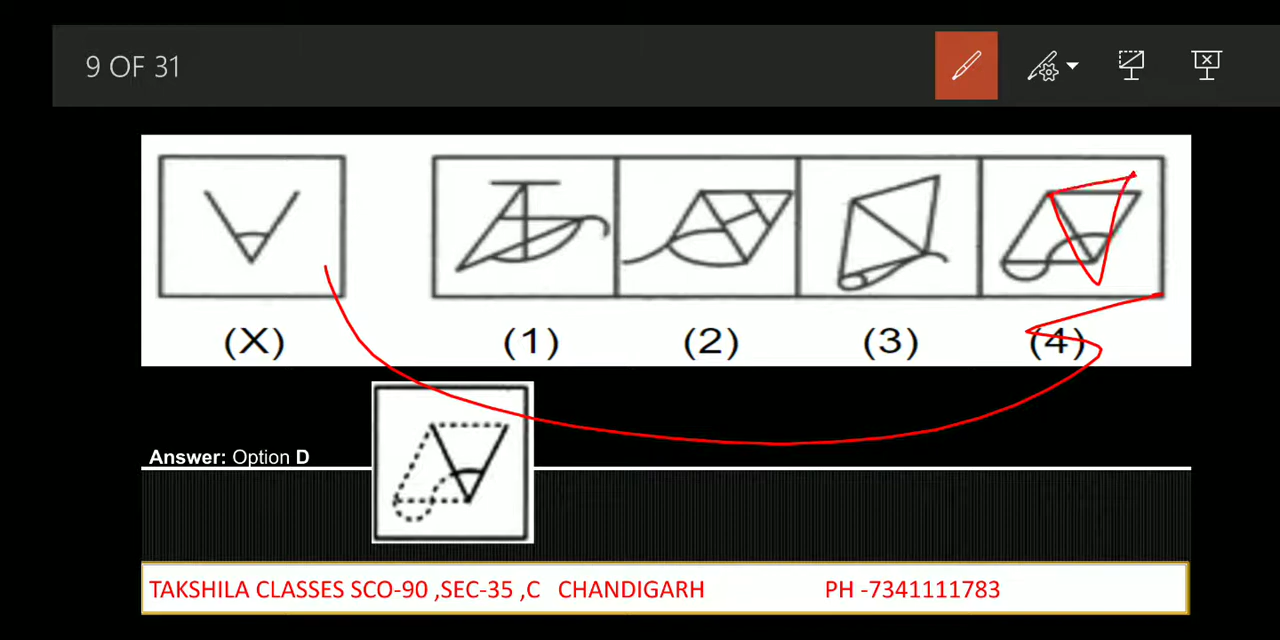 9 OF 31
(X) (1) (2) (3) (4)
Answer: Option D
TAKSHILA CLASSES SCO-90 ,SEC-35 ,C CHANDIGARH PH -7341111783